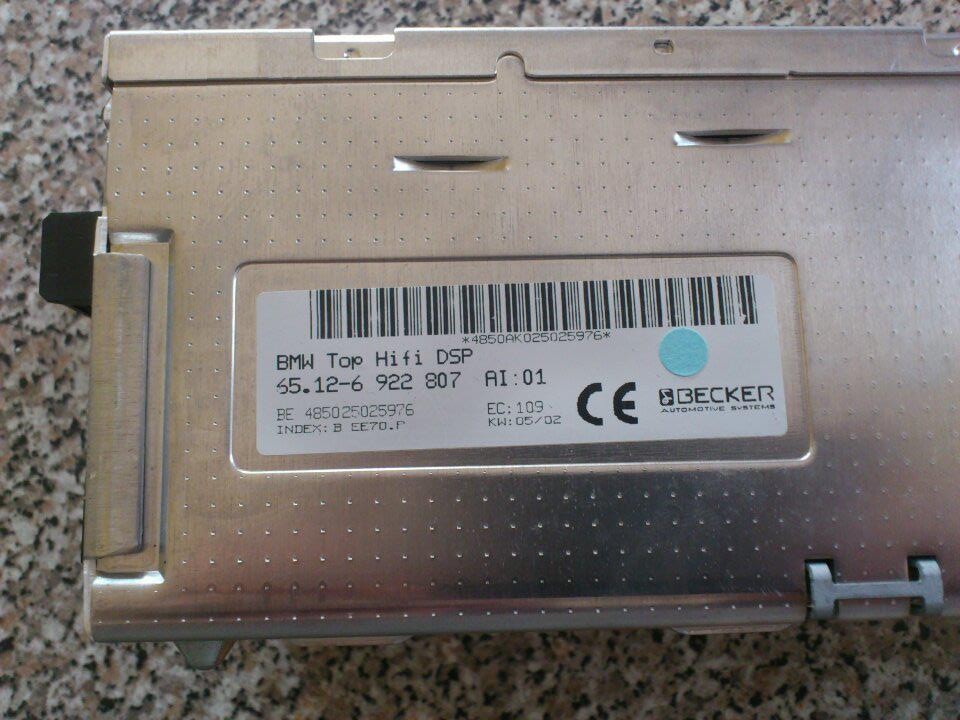 *4850AK025025976*
BMW Top Hifi DSP
65.12-6 922 807 AI:01
BE 485025025976 EC:109
INDEX: B EE70.P KW:05/02
CE
BECKER
AUTOMOTIVE SYSTEMS